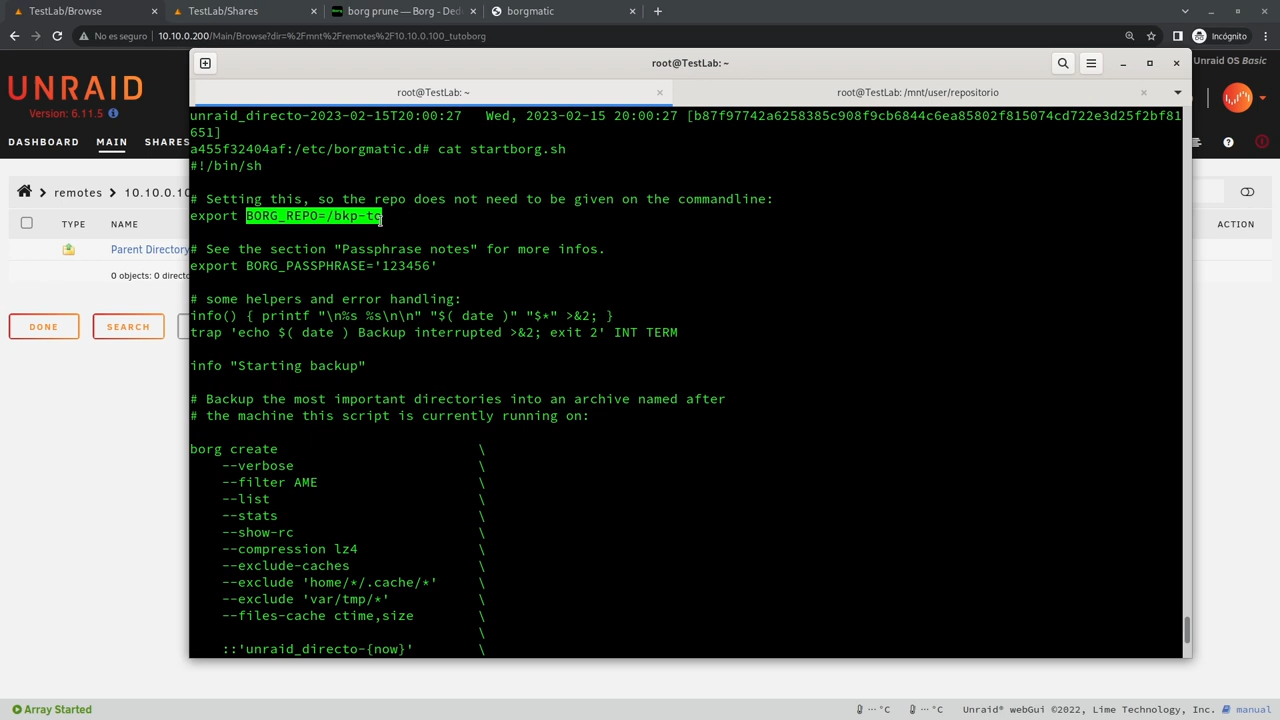 TestLab/Browse
TestLab/Shares
borg prune — Borg - Ded
borgmatic
No es seguro
10.10.0.200/Main/Browse?dir=%2Fmnt%2Fremotes%2F10.10.0.100_tutoborg
Incógnito
UNRAID
Version: 6.11.5
Unraid OS Basic
DASHBOARD
MAIN
SHARES
remotes
10.10.0.10
TYPE
NAME
ACTION
Parent Directory
0 objects: 0 directo
DONE
SEARCH
root@TestLab: ~
root@TestLab: ~
root@TestLab: /mnt/user/repositorio
unraid_directo-2023-02-15T20:00:27   Wed, 2023-02-15 20:00:27 [b87f97742a6258385c908f9cb6844c6ea85802f815074cd722e3d25f2bf81
651]
a455f32404af:/etc/borgmatic.d# cat startborg.sh
#!/bin/sh
# Setting this, so the repo does not need to be given on the commandline:
export BORG_REPO=/bkp-tc
# See the section "Passphrase notes" for more infos.
export BORG_PASSPHRASE='123456'
# some helpers and error handling:
info() { printf "\n%s %s\n\n" "$( date )" "$*" >&2; }
trap 'echo $( date ) Backup interrupted >&2; exit 2' INT TERM
info "Starting backup"
# Backup the most important directories into an archive named after
# the machine this script is currently running on:
borg create                         \
    --verbose                       \
    --filter AME                    \
    --list                          \
    --stats                         \
    --show-rc                       \
    --compression lz4               \
    --exclude-caches                \
    --exclude 'home/*/.cache/*'     \
    --exclude 'var/tmp/*'           \
    --files-cache ctime,size        \
                                    \
    ::'unraid_directo-{now}'        \
Array Started
··· °C
··· °C
Unraid® webGui ©2022, Lime Technology, Inc.
manual